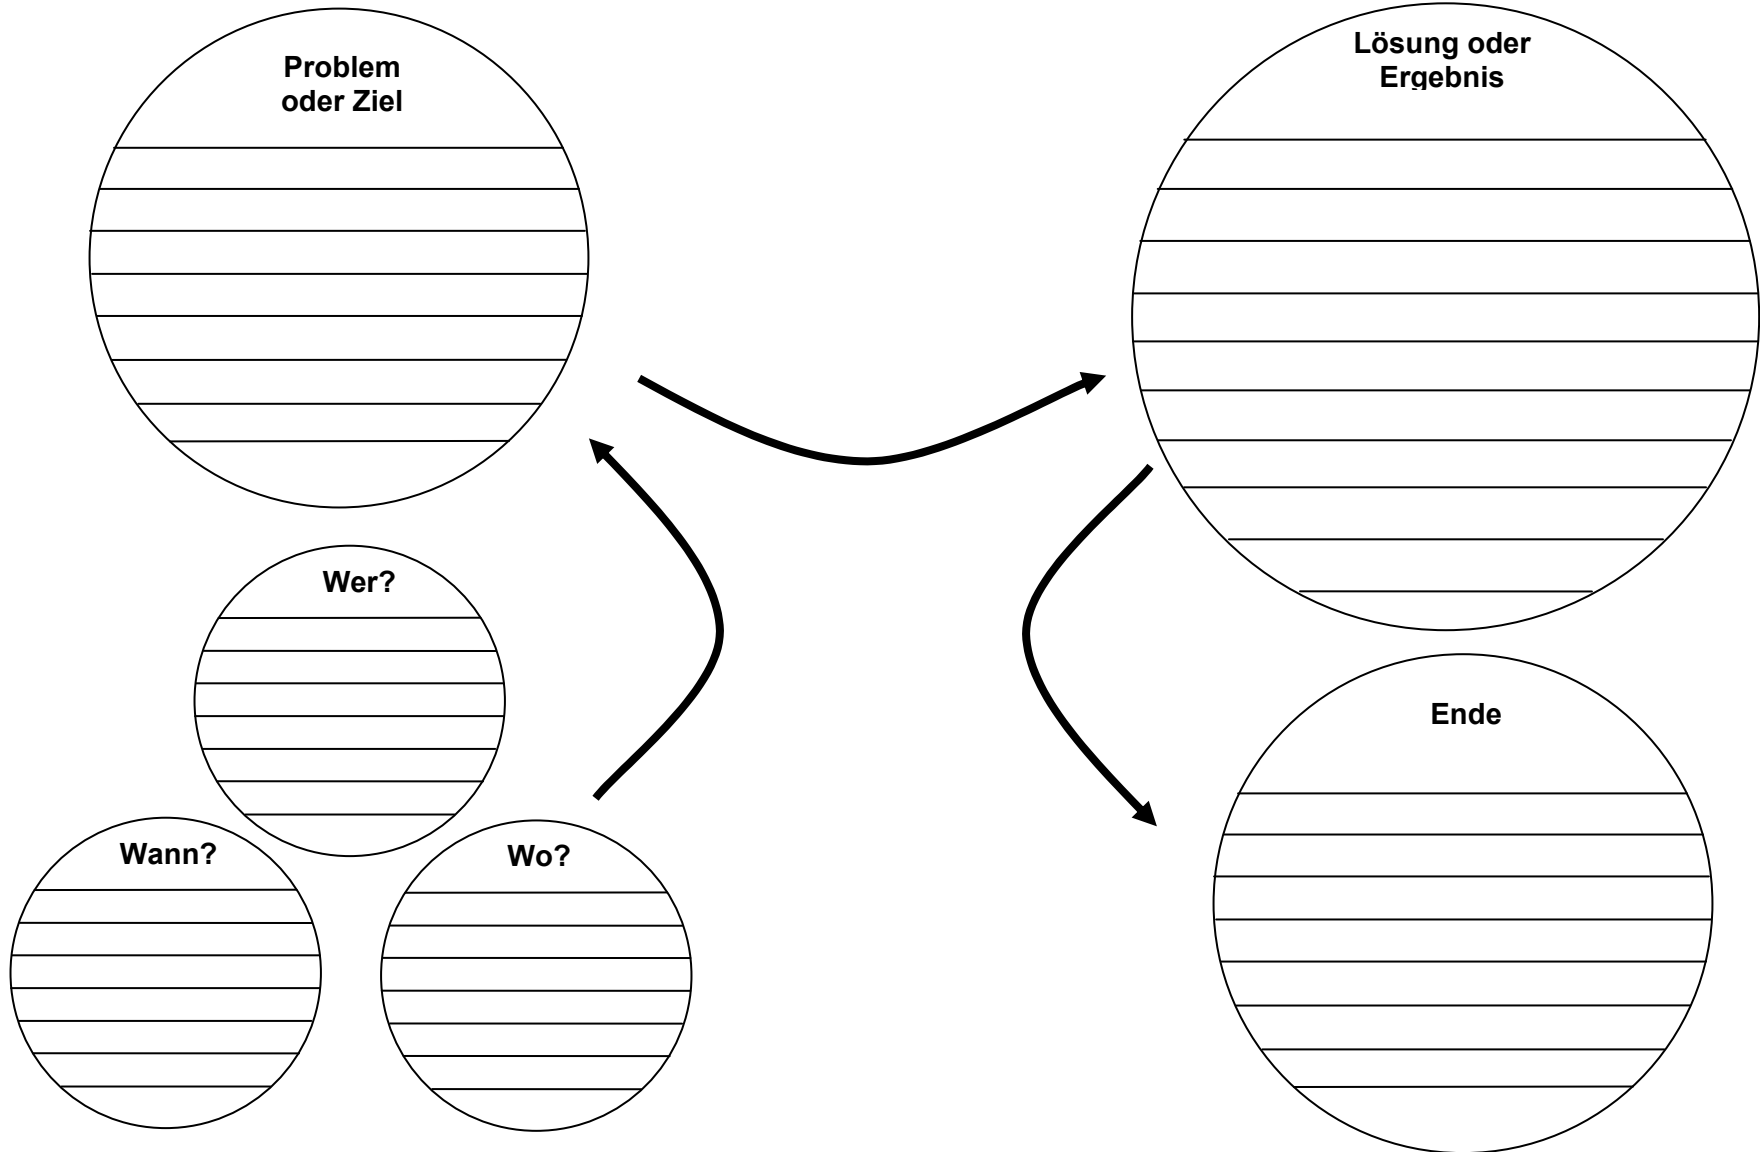 Problem
oder Ziel
Lösung oder
Ergebnis
Wer?
Wann?
Wo?
Ende